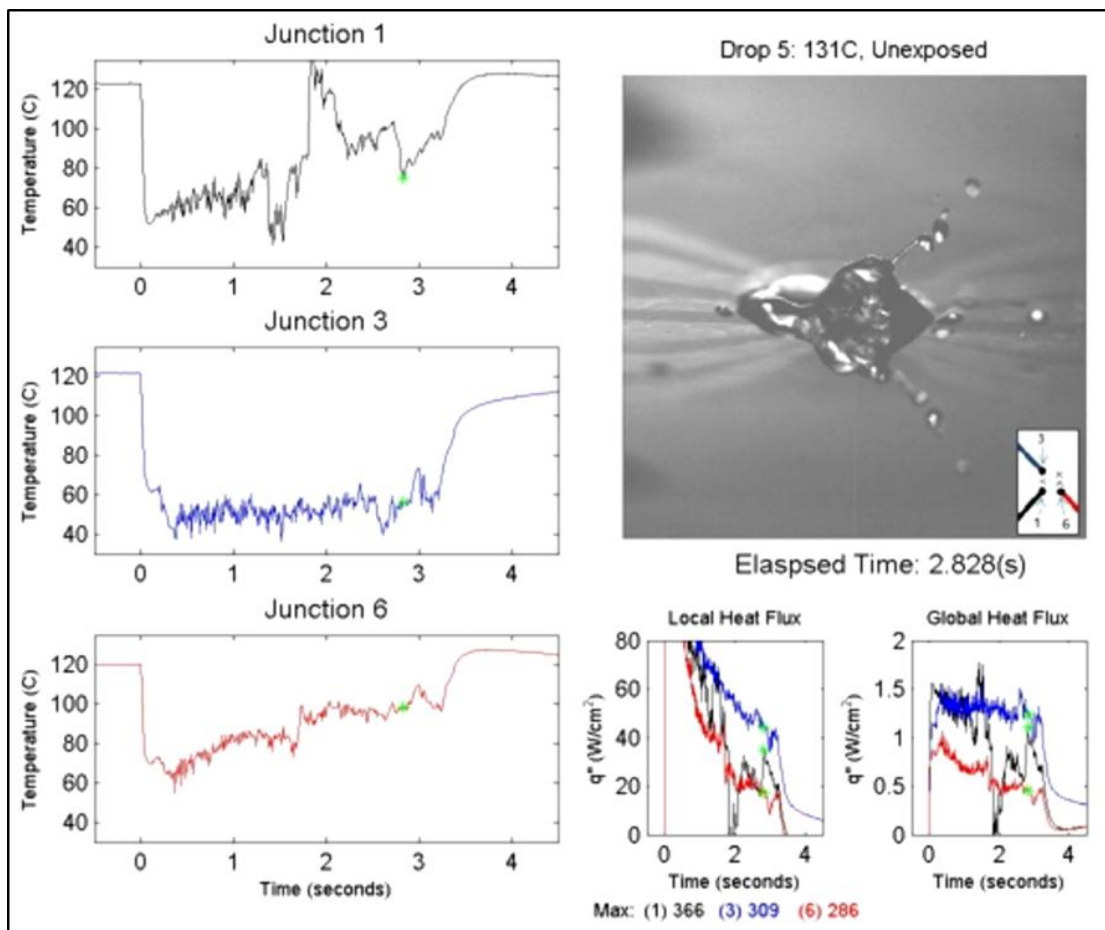 Junction 1
Temperature (C)
120
100
80
60
40
0 1 2 3 4
Junction 3
Temperature (C)
120
100
80
60
40
0 1 2 3 4
Junction 6
Temperature (C)
120
100
80
60
40
0 1 2 3 4
Time (seconds)
Drop 5: 131C, Unexposed
3
1 6
Elaspsed Time: 2.828(s)
Local Heat Flux
q" (W/cm²)
80
60
40
20
0
0 2 4
Time (seconds)
Global Heat Flux
q" (W/cm²)
2
1.5
1
0.5
0
0 2 4
Time (seconds)
Max: (1) 366 (3) 309 (6) 286